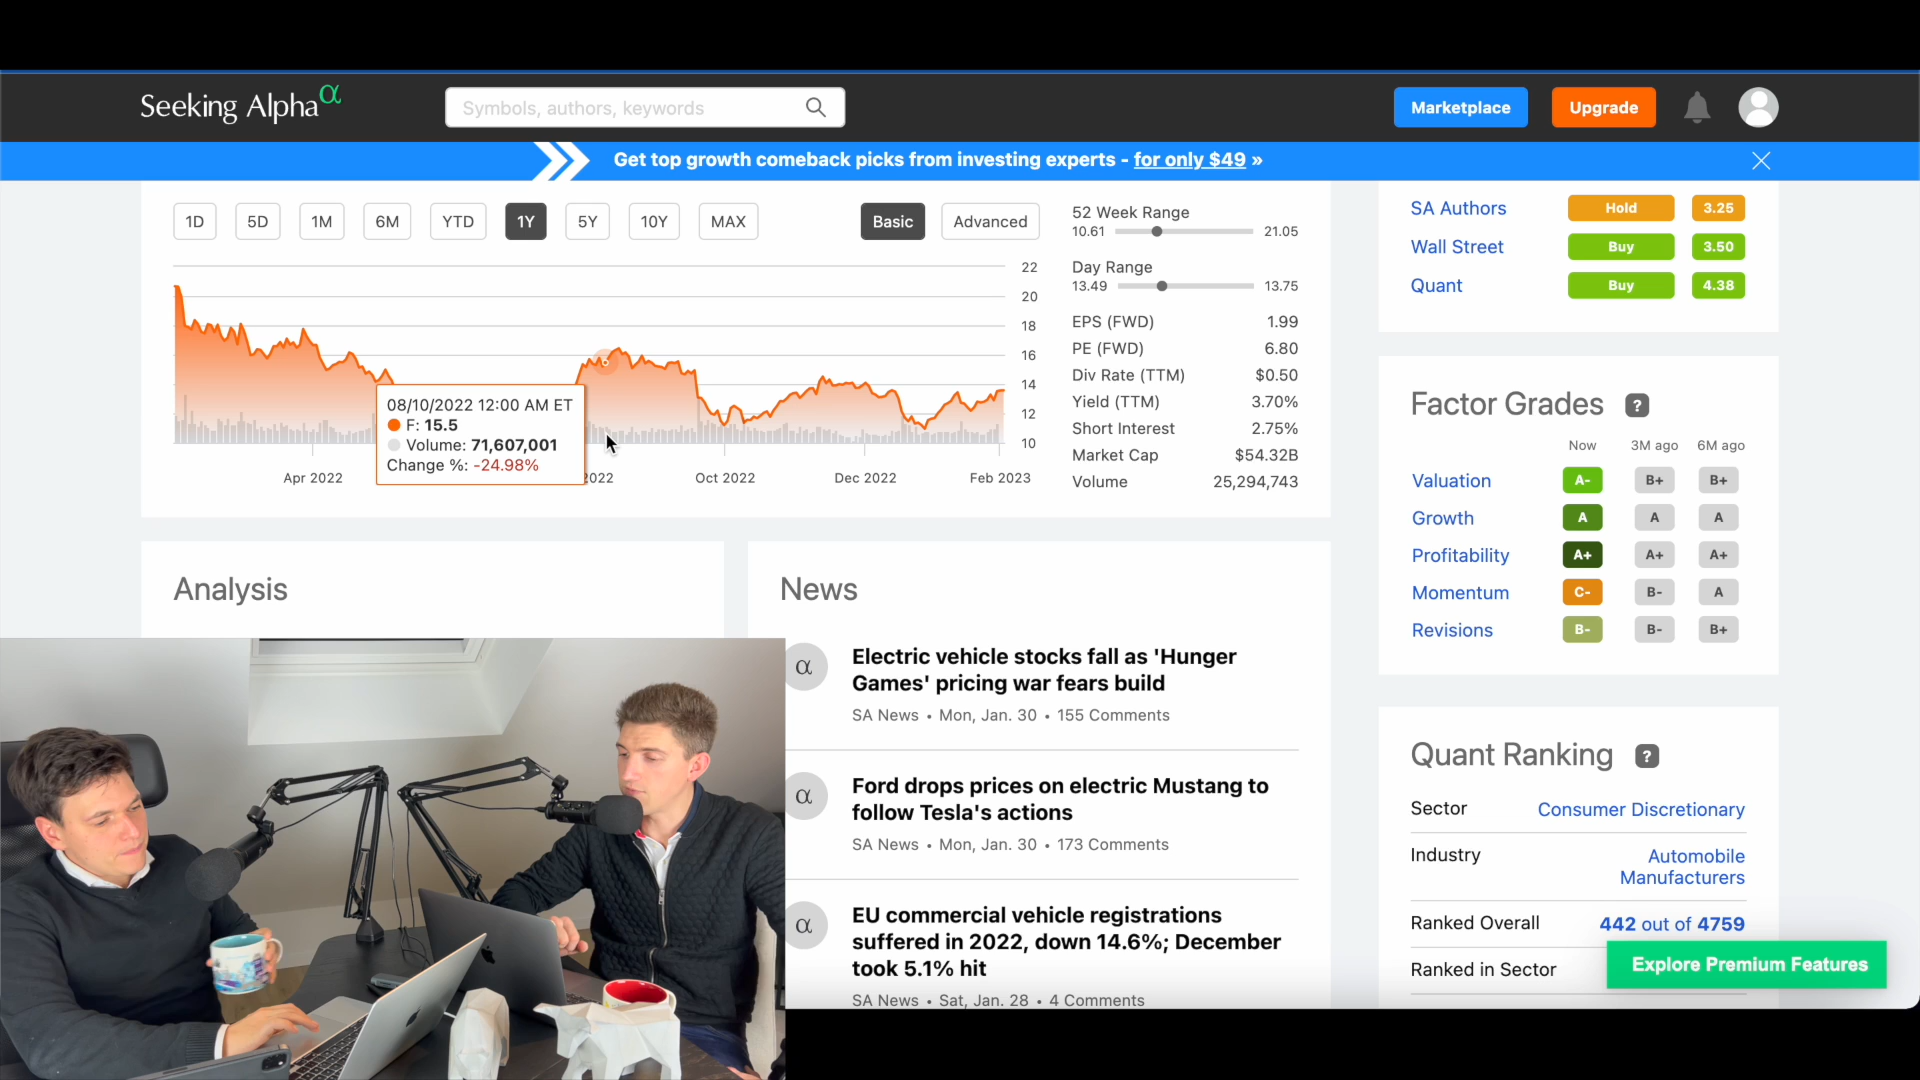 Seeking Alpha α
Symbols, authors, keywords
Marketplace
Upgrade
Get top growth comeback picks from investing experts - for only $49 »
1D 5D 1M 6M YTD 1Y 5Y 10Y MAX
Basic Advanced
22
20
18
16
14
12
10
08/10/2022 12:00 AM ET
F: 15.5
Volume: 71,607,001
Change %: -24.98%
Apr 2022 2022 Oct 2022 Dec 2022 Feb 2023
52 Week Range
10.61 21.05
Day Range
13.49 13.75
EPS (FWD) 1.99
PE (FWD) 6.80
Div Rate (TTM) $0.50
Yield (TTM) 3.70%
Short Interest 2.75%
Market Cap $54.32B
Volume 25,294,743
SA Authors Hold 3.25
Wall Street Buy 3.50
Quant Buy 4.38
Factor Grades ?
Now 3M ago 6M ago
Valuation A- B+ B+
Growth A A A
Profitability A+ A+ A+
Momentum C- B- A
Revisions B- B- B+
Analysis
News
α
Electric vehicle stocks fall as 'Hunger
Games' pricing war fears build
SA News • Mon, Jan. 30 • 155 Comments
α
Ford drops prices on electric Mustang to
follow Tesla's actions
SA News • Mon, Jan. 30 • 173 Comments
α
EU commercial vehicle registrations
suffered in 2022, down 14.6%; December
took 5.1% hit
SA News • Sat, Jan. 28 • 4 Comments
Quant Ranking ?
Sector Consumer Discretionary
Industry Automobile
Manufacturers
Ranked Overall 442 out of 4759
Ranked in Sector
Explore Premium Features